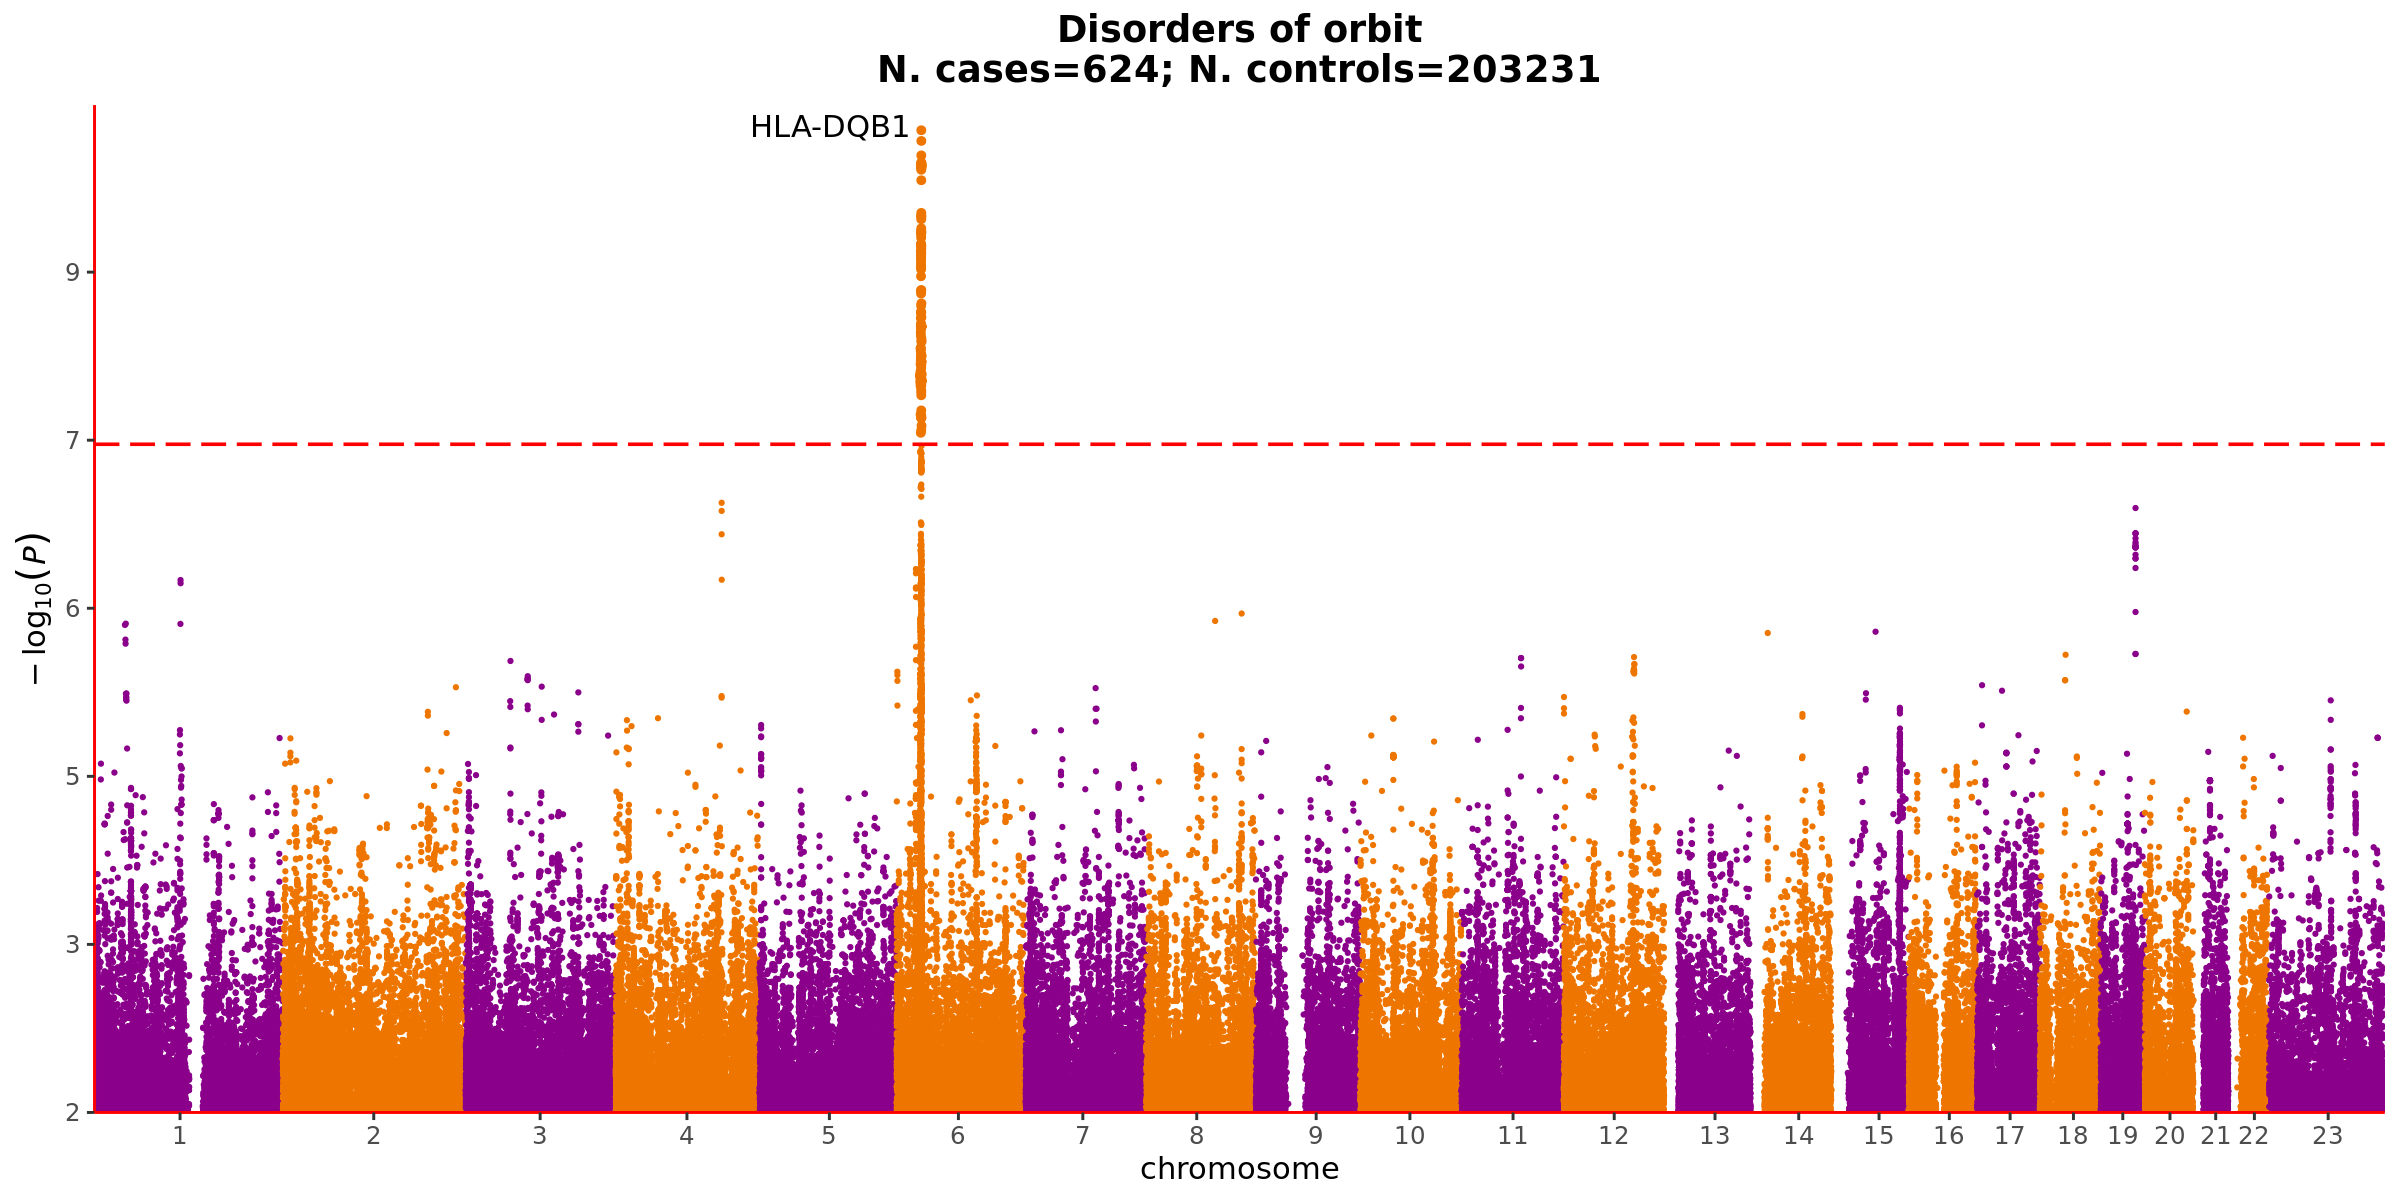 Disorders of orbit
N. cases=624; N. controls=203231
HLA-DQB1
9
7
6
5
3
2
−log₁₀(P)
1 2 3 4 5 6 7 8 9 10 11 12 13 14 15 16 17 18 19 20 21 22 23
chromosome